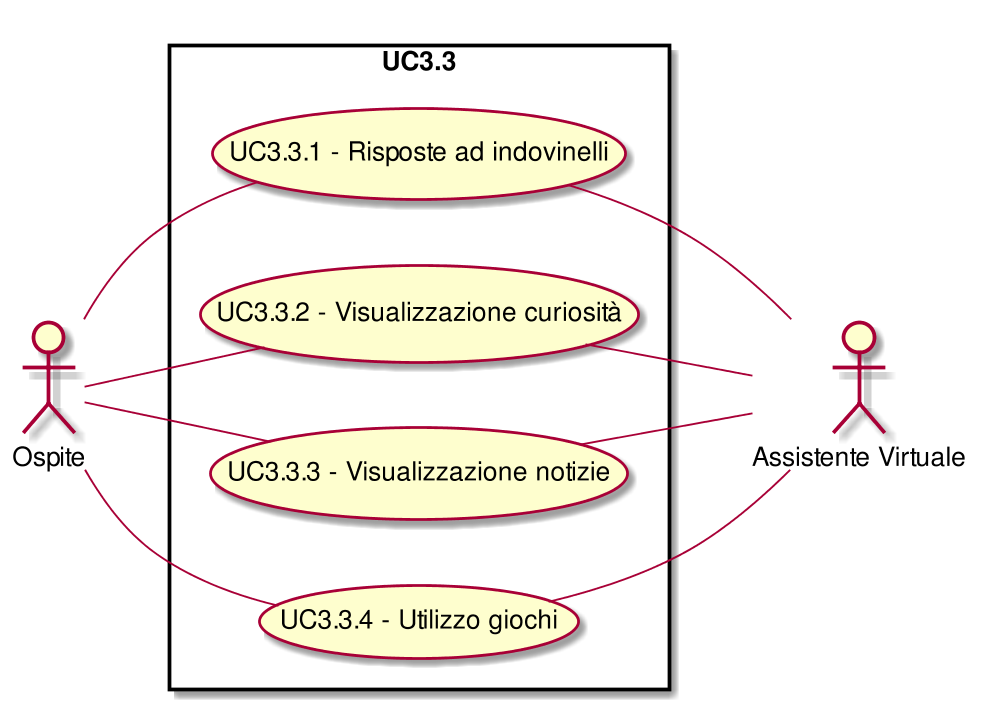 UC3.3
UC3.3.1 - Risposte ad indovinelli
UC3.3.2 - Visualizzazione curiosità
Ospite
Assistente Virtuale
UC3.3.3 - Visualizzazione notizie
UC3.3.4 - Utilizzo giochi